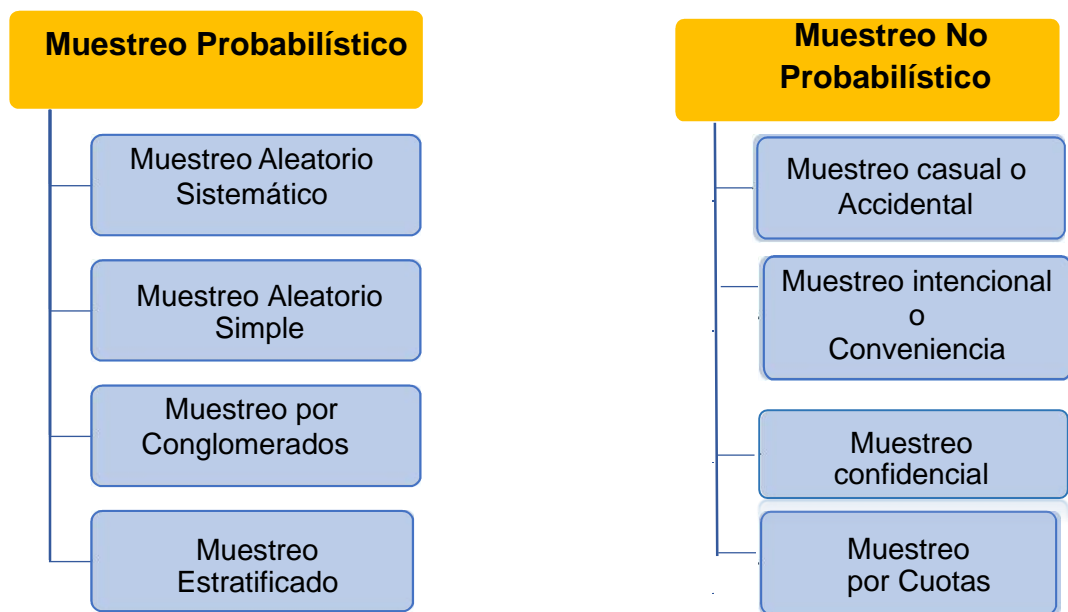 Muestreo Probabilístico
Muestreo Aleatorio
Sistemático
Muestreo Aleatorio
Simple
Muestreo por
Conglomerados
Muestreo
Estratificado
Muestreo No
Probabilístico
Muestreo casual o
Accidental
Muestreo intencional
o
Conveniencia
Muestreo
confidencial
Muestreo
por Cuotas